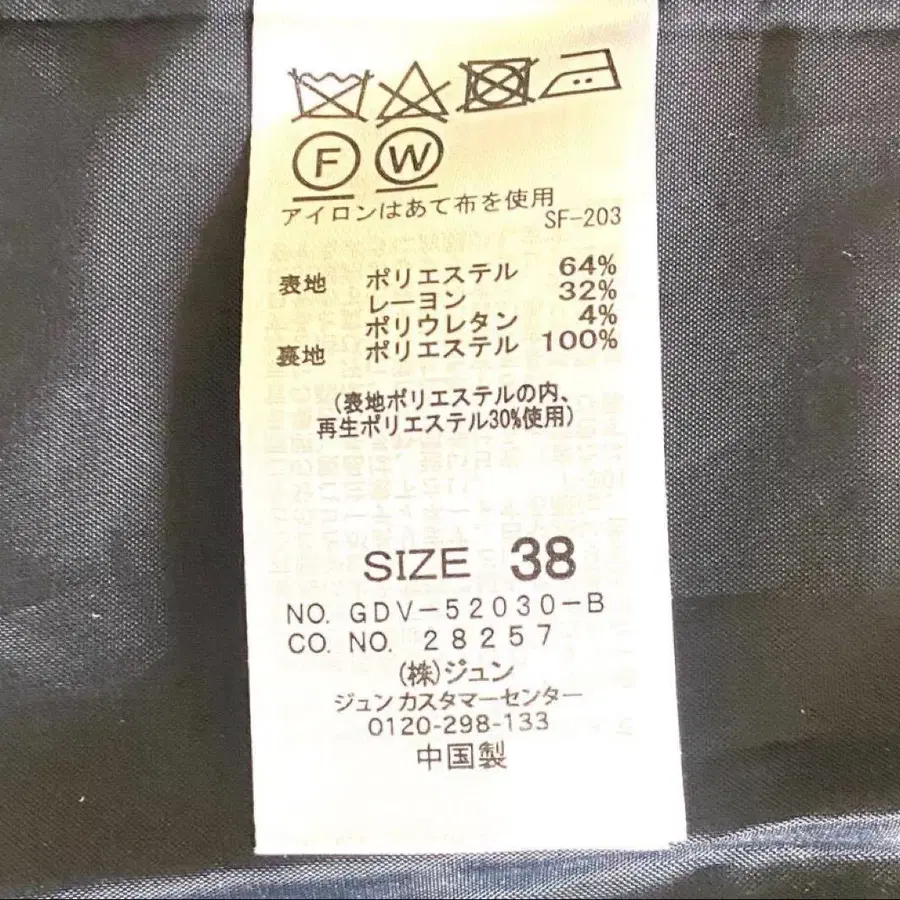 F W
アイロンはあて布を使用
SF-203
表地 ポリエステル 64%
レーヨン 32%
ポリウレタン 4%
裏地 ポリエステル 100%
(表地ポリエステルの内、
再生ポリエステル30%使用)
SIZE 38
NO. GDV-52030-B
CO. NO. 28257
(株)ジュン
ジュン カスタマーセンター
0120-298-133
中国製